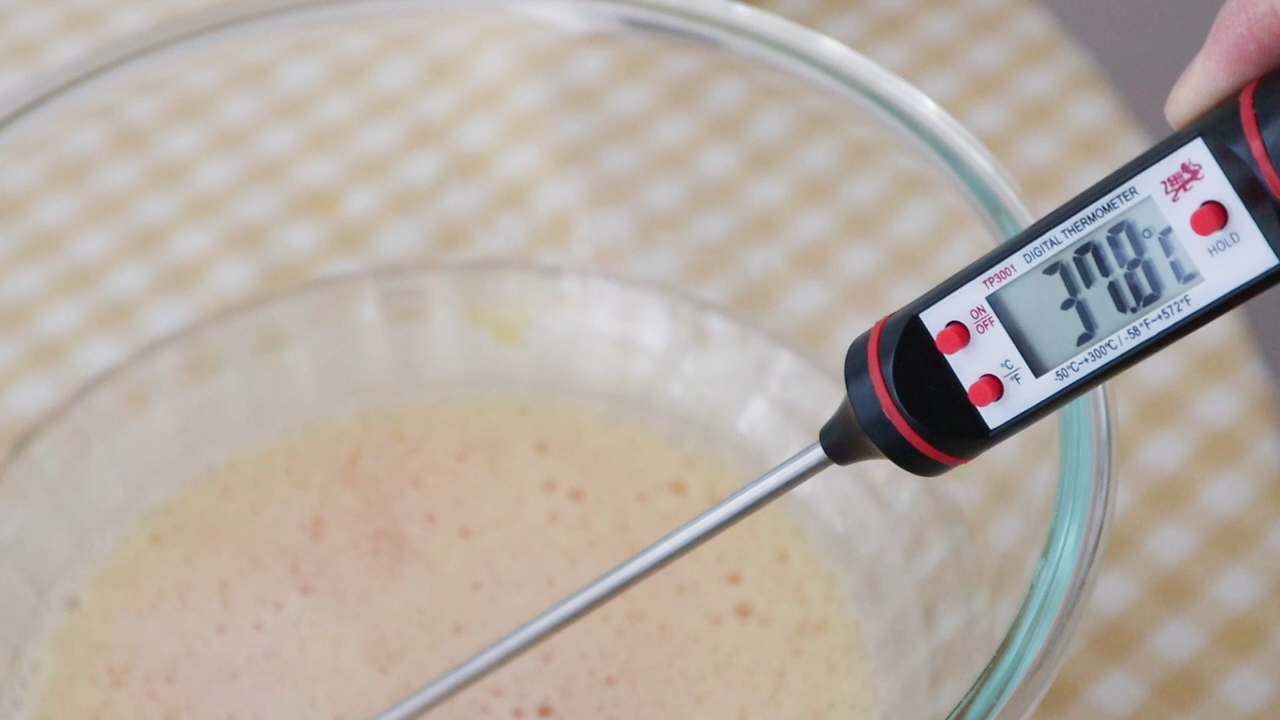 TP3001 DIGITAL THERMOMETER
ON
OFF
°C
°F
37.8°C
HOLD
-50°C~+300°C / -58°F~+572°F